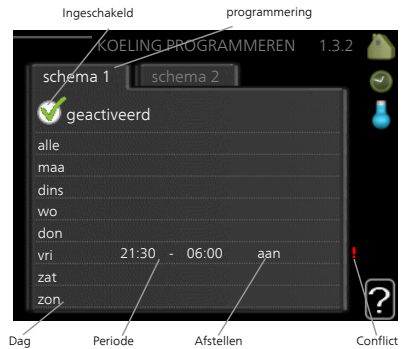 Ingeschakeld programmering
KOELING PROGRAMMEREN 1.3.2
schema 1 schema 2
geactiveerd
alle
maa
dins
wo
don
vri 21:30 - 06:00 aan !
zat
zon
?
Dag Periode Afstellen Conflict